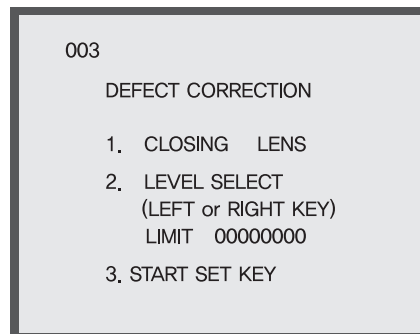 003
DEFECT CORRECTION
1. CLOSING LENS
2. LEVEL SELECT
(LEFT or RIGHT KEY)
LIMIT 00000000
3. START SET KEY